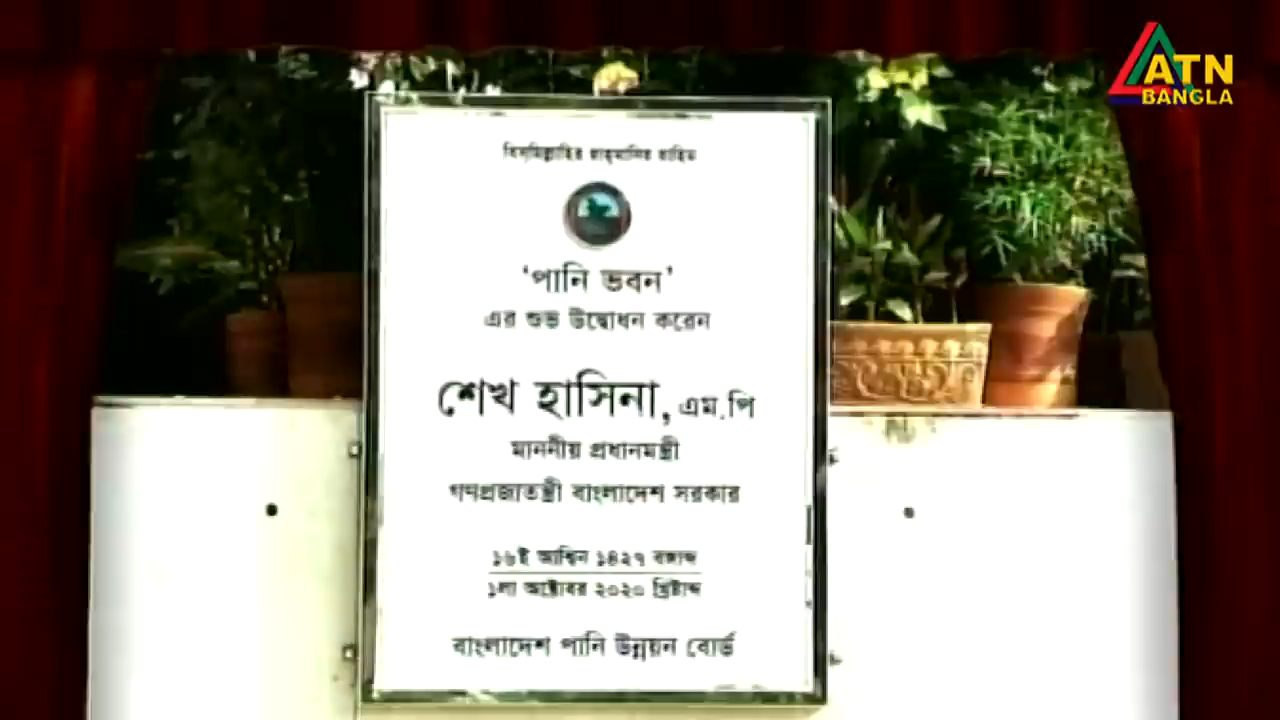 ATN
BANGLA
বিস্‌মিল্লাহির রাহ্‌মানির রাহিম
‘পানি ভবন’
এর শুভ উদ্বোধন করেন
শেখ হাসিনা, এম.পি
মাননীয় প্রধানমন্ত্রী
গণপ্রজাতন্ত্রী বাংলাদেশ সরকার
১৬ই আশ্বিন ১৪২৭ বঙ্গাব্দ
১লা অক্টোবর ২০২০ খ্রিষ্টাব্দ
বাংলাদেশ পানি উন্নয়ন বোর্ড